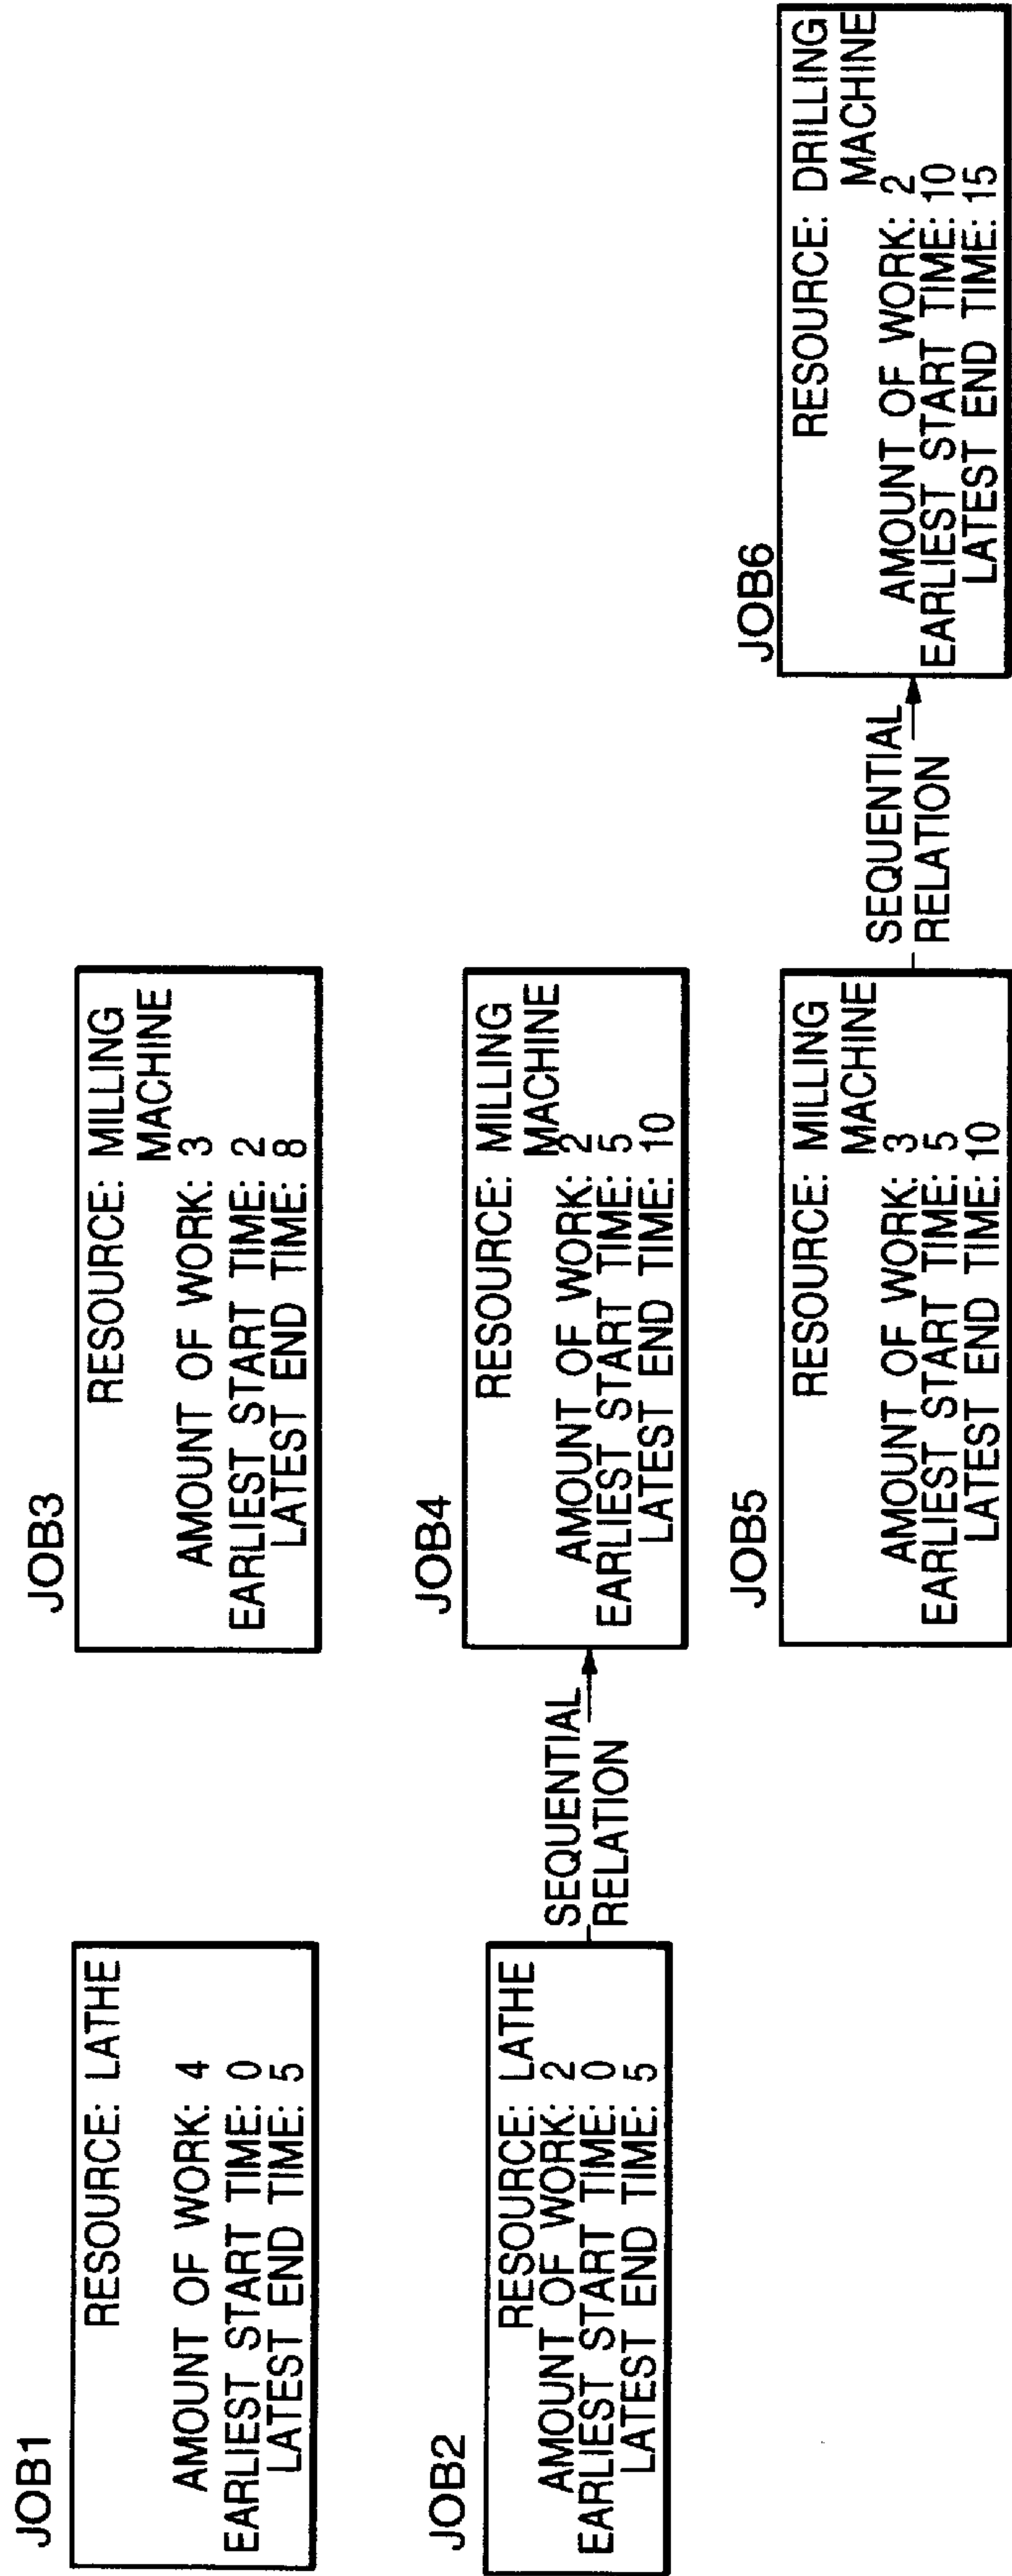 JOB1
RESOURCE: LATHE
AMOUNT OF WORK: 4
EARLIEST START TIME: 0
LATEST END TIME: 5
JOB2
RESOURCE: LATHE
AMOUNT OF WORK: 2
EARLIEST START TIME: 0
LATEST END TIME: 5
SEQUENTIAL
RELATION
JOB3
RESOURCE: MILLING
MACHINE
AMOUNT OF WORK: 3
EARLIEST START TIME: 2
LATEST END TIME: 8
JOB4
RESOURCE: MILLING
MACHINE
AMOUNT OF WORK: 2
EARLIEST START TIME: 5
LATEST END TIME: 10
JOB5
RESOURCE: MILLING
MACHINE
AMOUNT OF WORK: 3
EARLIEST START TIME: 5
LATEST END TIME: 10
SEQUENTIAL
RELATION
JOB6
RESOURCE: DRILLING
MACHINE
AMOUNT OF WORK: 2
EARLIEST START TIME: 10
LATEST END TIME: 15